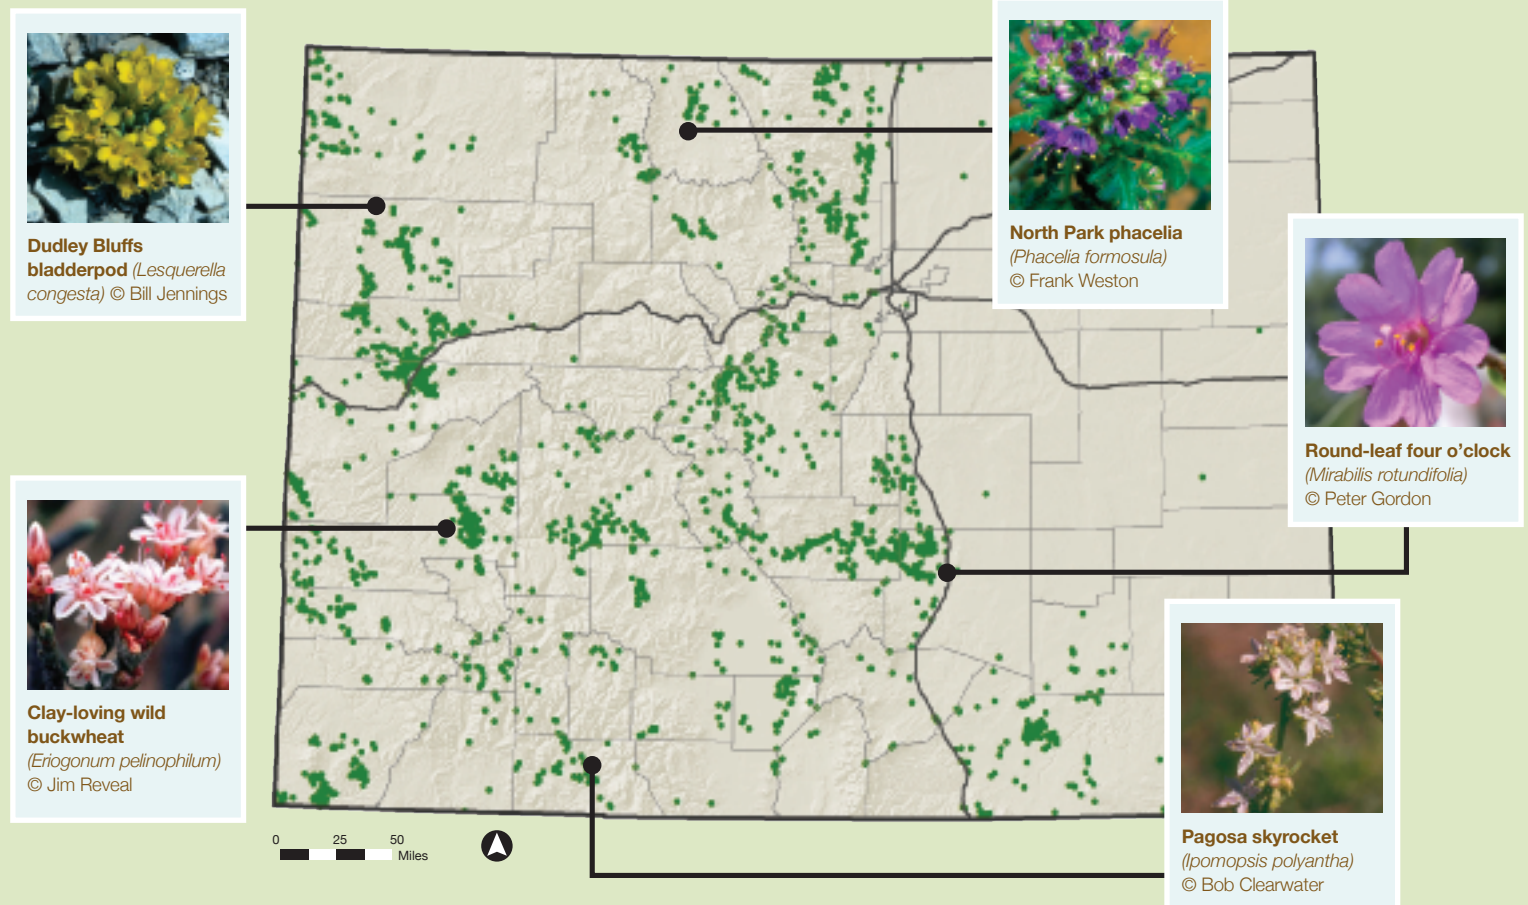 Dudley Bluffs
bladderpod (Lesquerella
congesta) © Bill Jennings
North Park phacelia
(Phacelia formosula)
© Frank Weston
Round-leaf four o’clock
(Mirabilis rotundifolia)
© Peter Gordon
Clay-loving wild
buckwheat
(Eriogonum pelinophilum)
© Jim Reveal
Pagosa skyrocket
(Ipomopsis polyantha)
© Bob Clearwater
0 25 50
Miles